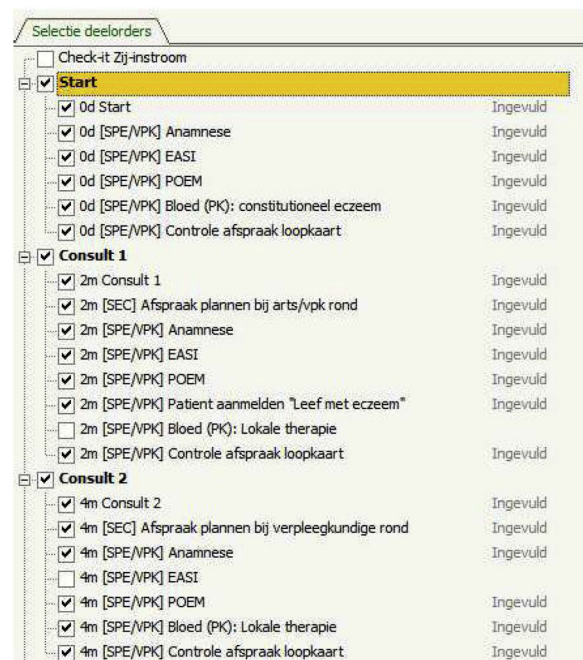 Selectie deelorders
Check-it Zij-instroom
Start
0d Start Ingevuld
0d [SPE/VPK] Anamnese Ingevuld
0d [SPE/VPK] EASI Ingevuld
0d [SPE/VPK] POEM Ingevuld
0d [SPE/VPK] Bloed (PK): constitutioneel eczeem Ingevuld
0d [SPE/VPK] Controle afspraak loopkaart Ingevuld
Consult 1
2m Consult 1 Ingevuld
2m [SEC] Afspraak plannen bij arts/vpk rond Ingevuld
2m [SPE/VPK] Anamnese Ingevuld
2m [SPE/VPK] EASI Ingevuld
2m [SPE/VPK] POEM Ingevuld
2m [SPE/VPK] Patient aanmelden "Leef met eczeem" Ingevuld
2m [SPE/VPK] Bloed (PK): Lokale therapie
2m [SPE/VPK] Controle afspraak loopkaart Ingevuld
Consult 2
4m Consult 2 Ingevuld
4m [SEC] Afspraak plannen bij verpleegkundige rond Ingevuld
4m [SPE/VPK] Anamnese Ingevuld
4m [SPE/VPK] EASI
4m [SPE/VPK] POEM Ingevuld
4m [SPE/VPK] Bloed (PK): Lokale therapie Ingevuld
4m [SPE/VPK] Controle afspraak loopkaart Ingevuld